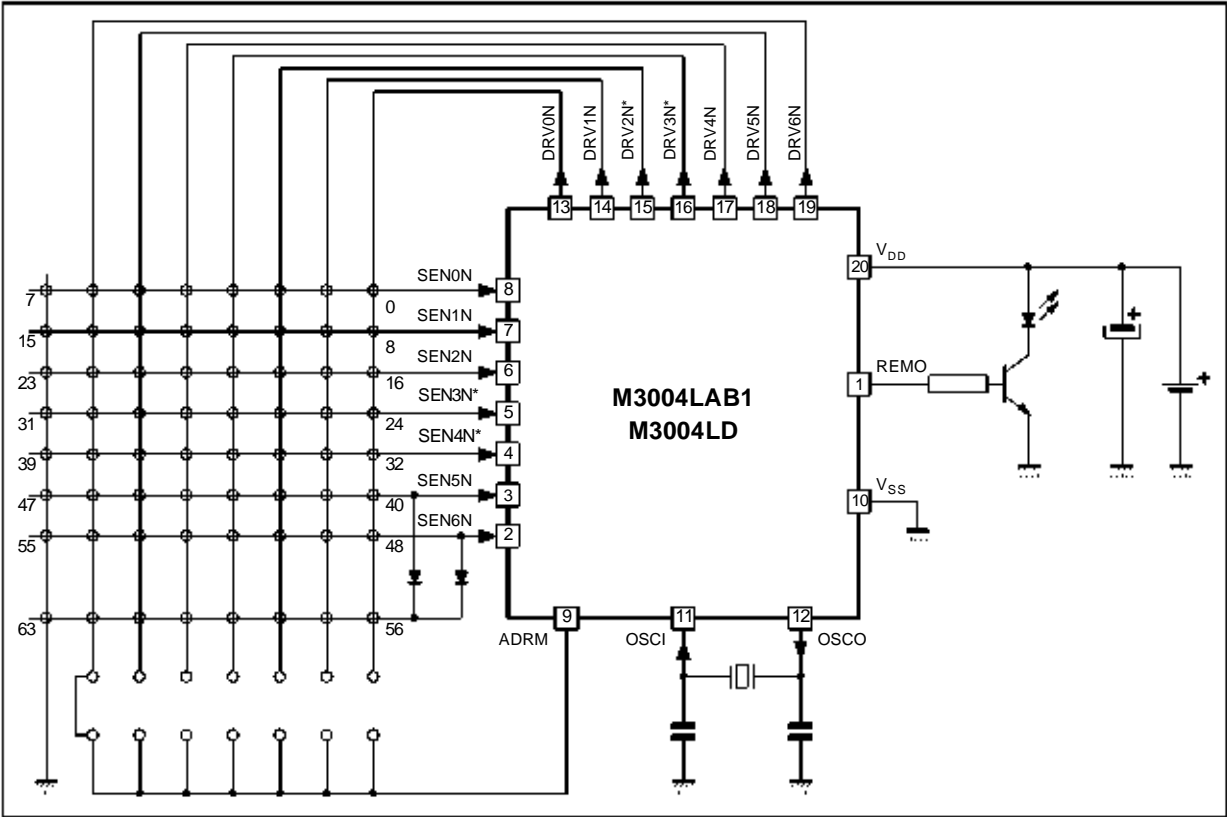 DRV0N
DRV1N
DRV2N*
DRV3N*
DRV4N
DRV5N
DRV6N
13 14 15 16 17 18 19
20 VDD
7 0 SEN0N 8
15 8 SEN1N 7
23 16 SEN2N 6
31 24 SEN3N* 5
39 32 SEN4N* 4
47 40 SEN5N 3
55 48 SEN6N 2
63 56
M3004LAB1
M3004LD
1 REMO
+
+
10 VSS
9 11 12
ADRM OSCI OSCO